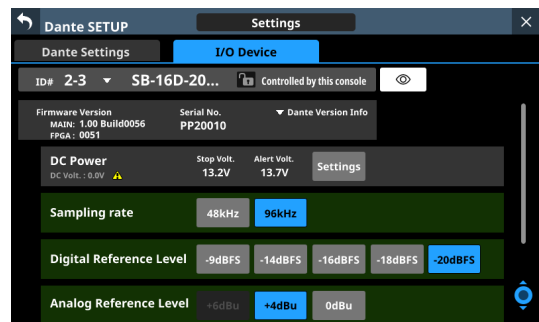 Dante SETUP
Settings
Dante Settings
I/O Device
ID# 2-3 SB-16D-20... Controlled by this console
Firmware Version
MAIN: 1.00 Build0056
FPGA : 0051
Serial No.
PP20010
Dante Version Info
DC Power
DC Volt. : 0.0V
Stop Volt.
13.2V
Alert Volt.
13.7V
Settings
Sampling rate 48kHz 96kHz
Digital Reference Level -9dBFS -14dBFS -16dBFS -18dBFS -20dBFS
Analog Reference Level +6dBu +4dBu 0dBu